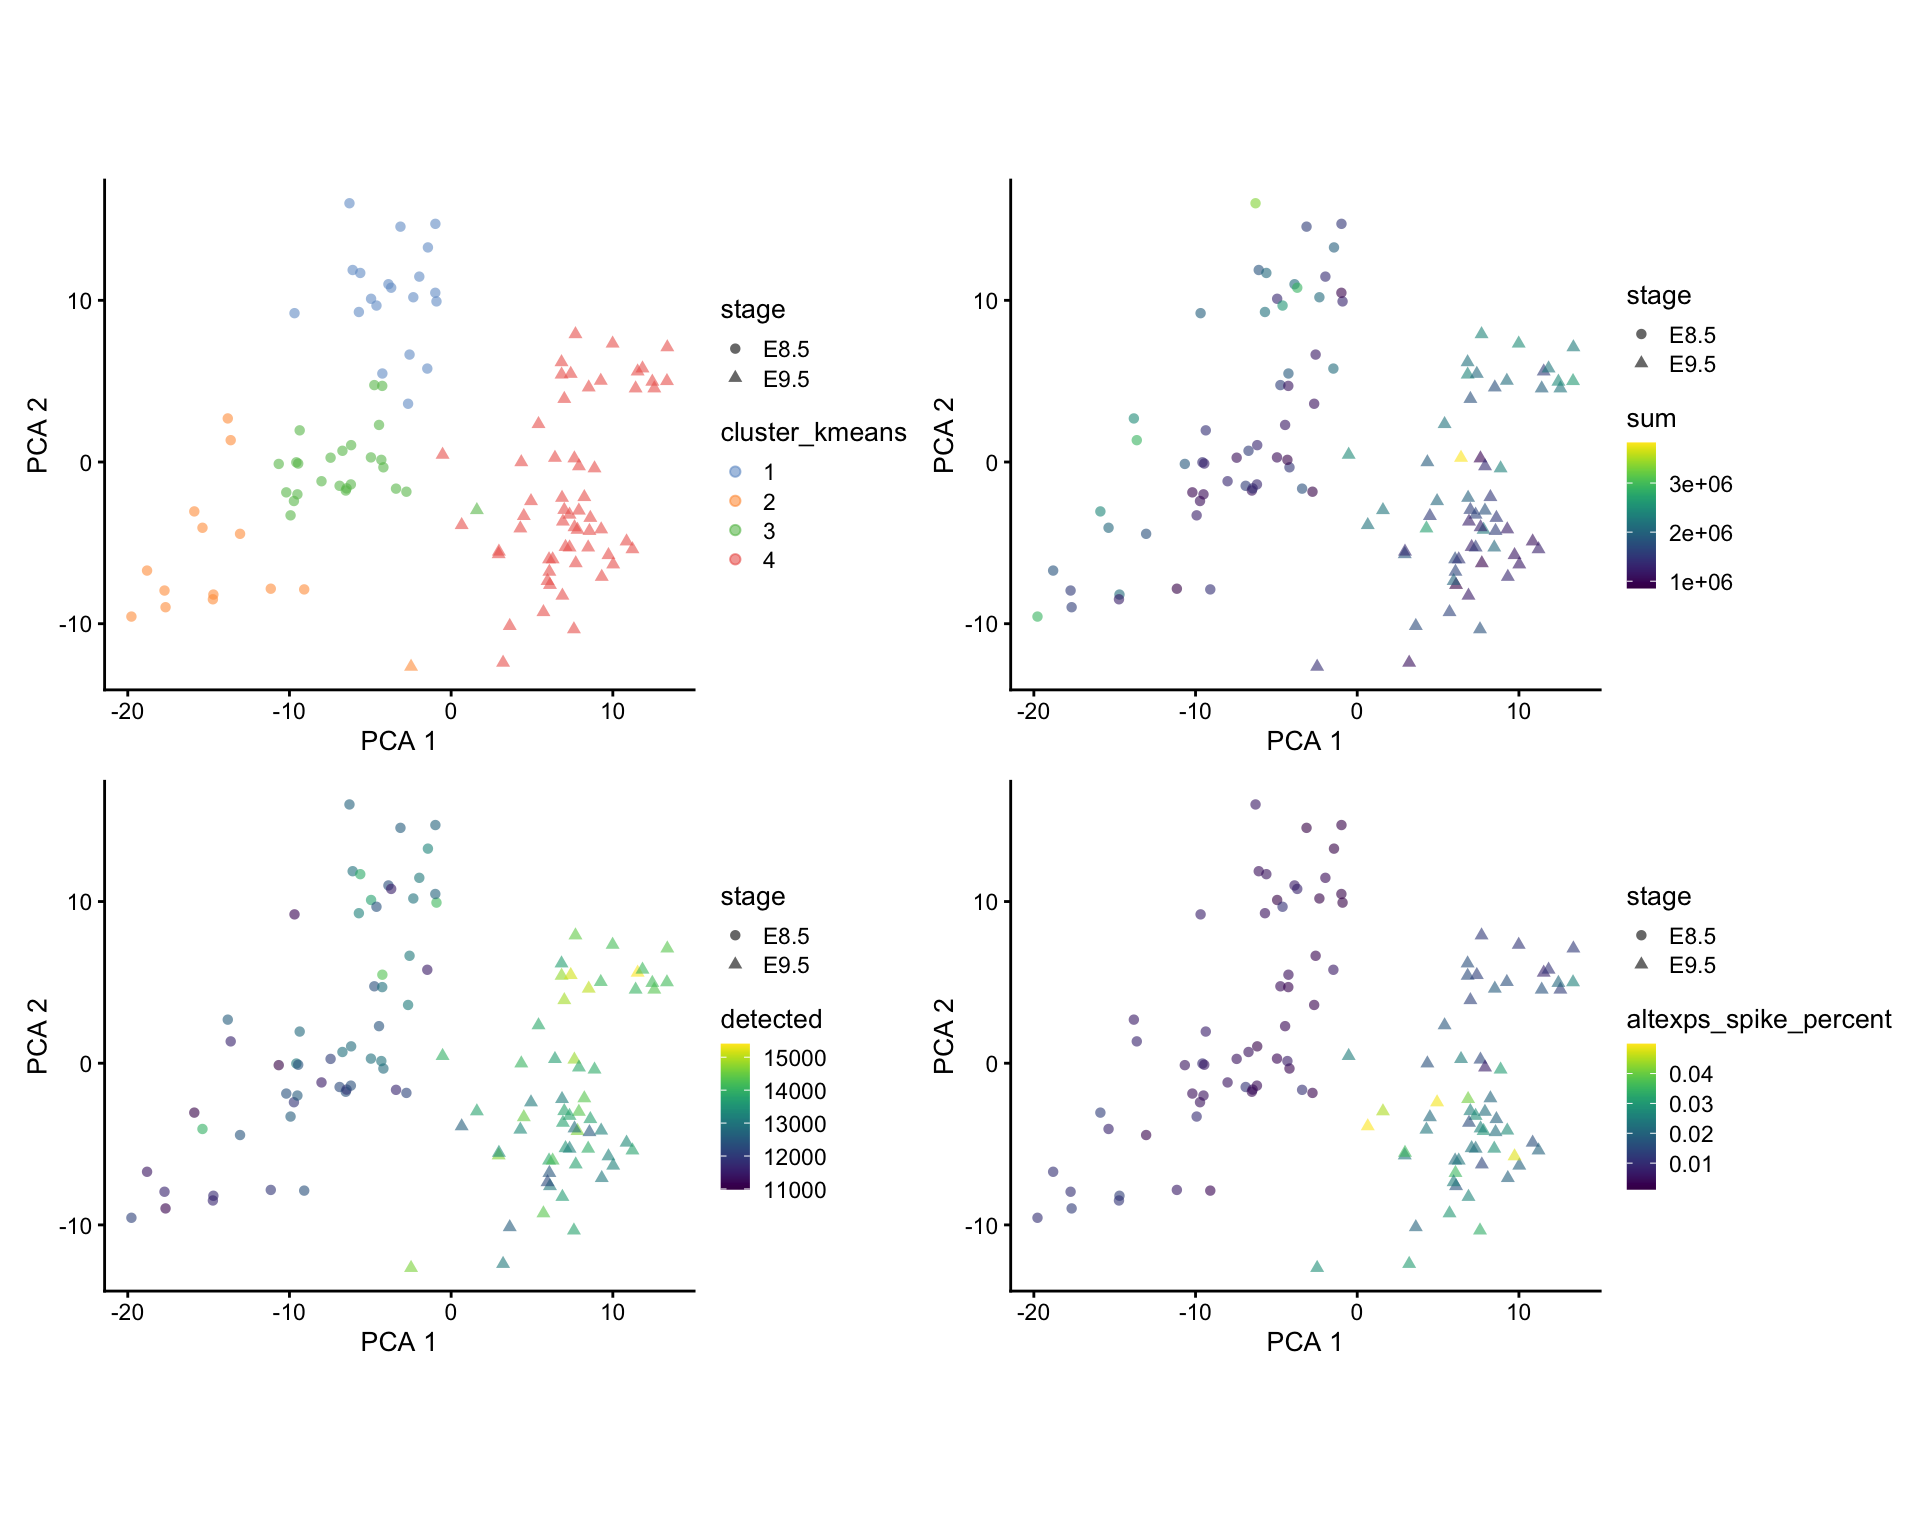 PCA 2
10
0
-10
-20
-10
0
10
PCA 1
stage
E8.5
E9.5
cluster_kmeans
1
2
3
4
PCA 2
10
0
-10
-20
-10
0
10
PCA 1
stage
E8.5
E9.5
sum
3e+06
2e+06
1e+06
PCA 2
10
0
-10
-20
-10
0
10
PCA 1
stage
E8.5
E9.5
detected
15000
14000
13000
12000
11000
PCA 2
10
0
-10
-20
-10
0
10
PCA 1
stage
E8.5
E9.5
altexps_spike_percent
0.04
0.03
0.02
0.01